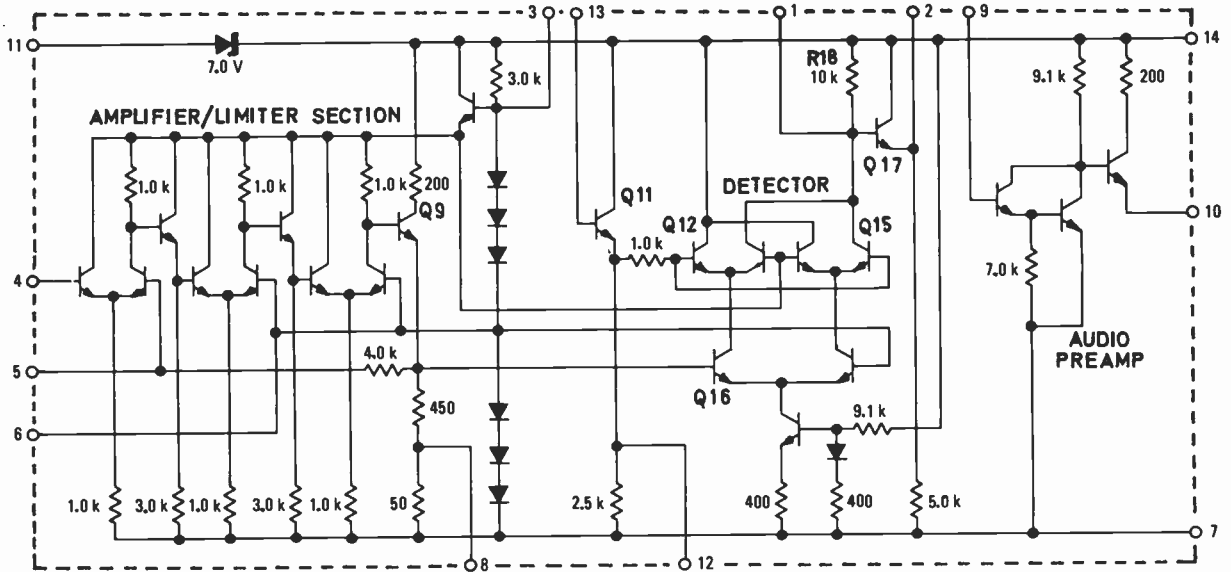 3 13 1 2 9
11 14
7.0 V
3.0 k
R18
10 k
9.1 k
200
AMPLIFIER/LIMITER SECTION
1.0 k
1.0 k
1.0 k
200
Q9
Q11
DETECTOR
Q17
Q12
Q15
1.0 k
10
4
7.0 k
5
4.0 k
AUDIO
PREAMP
Q16
450
6
9.1 k
1.0 k
3.0 k
1.0 k
3.0 k
1.0 k
50
2.5 k
400
400
5.0 k
7
8
12